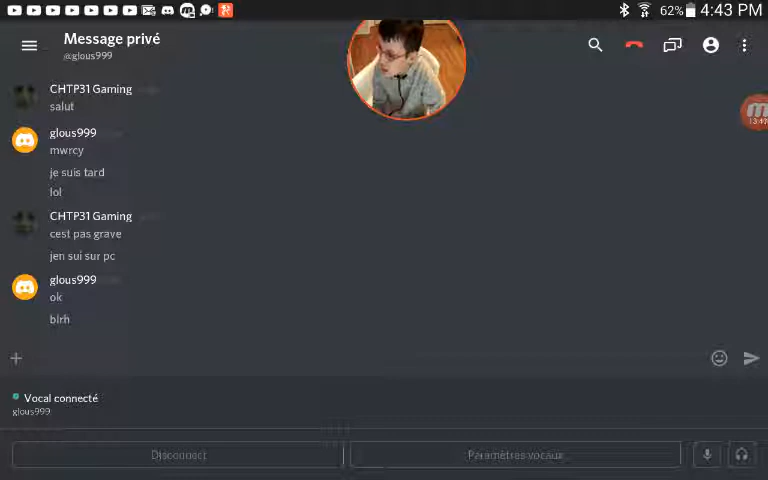 62% 4:43 PM
Message privé
@glous999
CHTP31 Gaming
salut
glous999
mwrcy
je suis tard
lol
CHTP31 Gaming
cest pas grave
jen sui sur pc
glous999
ok
blrh
Vocal connecté
glous999
Disconnect
Paramètres vocaux